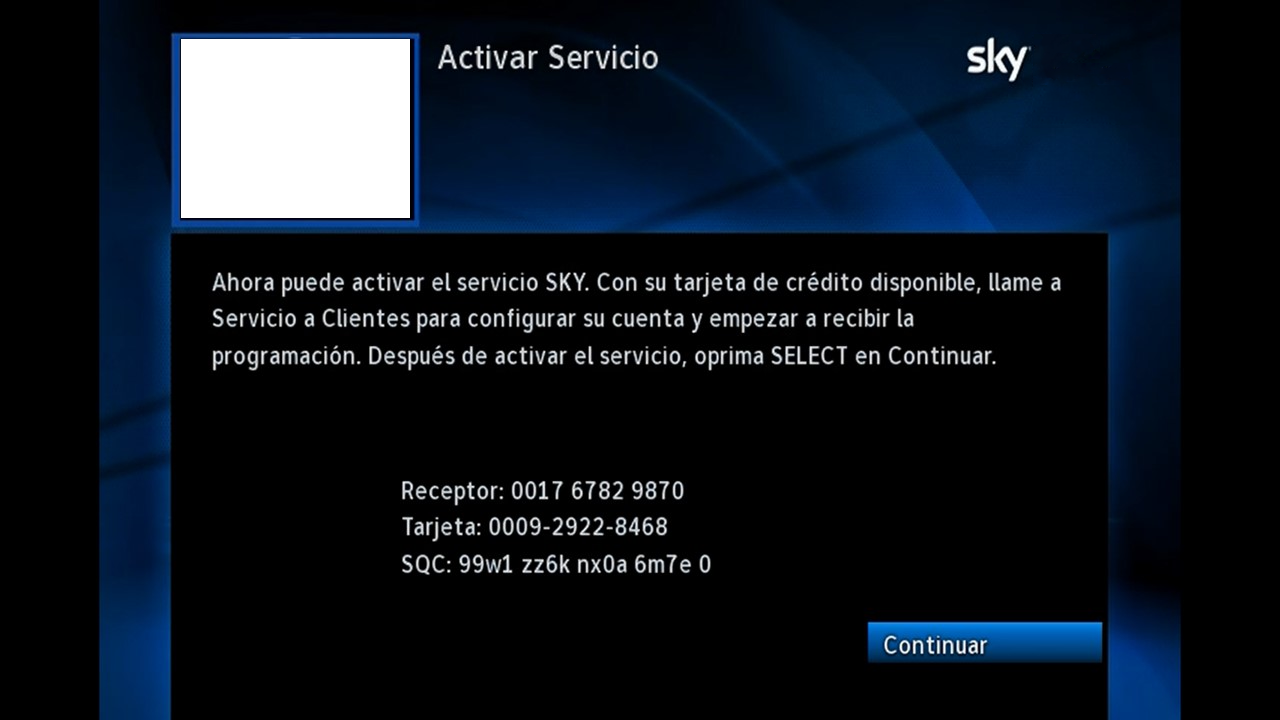 Activar Servicio
sky
Ahora puede activar el servicio SKY. Con su tarjeta de crédito disponible, llame a
Servicio a Clientes para configurar su cuenta y empezar a recibir la
programación. Después de activar el servicio, oprima SELECT en Continuar.
Receptor: 0017 6782 9870
Tarjeta: 0009-2922-8468
SQC: 99w1 zz6k nx0a 6m7e 0
Continuar